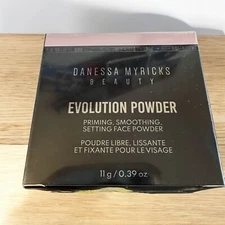 DANESSA MYRICKS
BEAUTY
EVOLUTION POWDER
PRIMING, SMOOTHING,
SETTING FACE POWDER
POUDRE LIBRE, LISSANTE
ET FIXANTE POUR LE VISAGE
11g / 0.39 oz